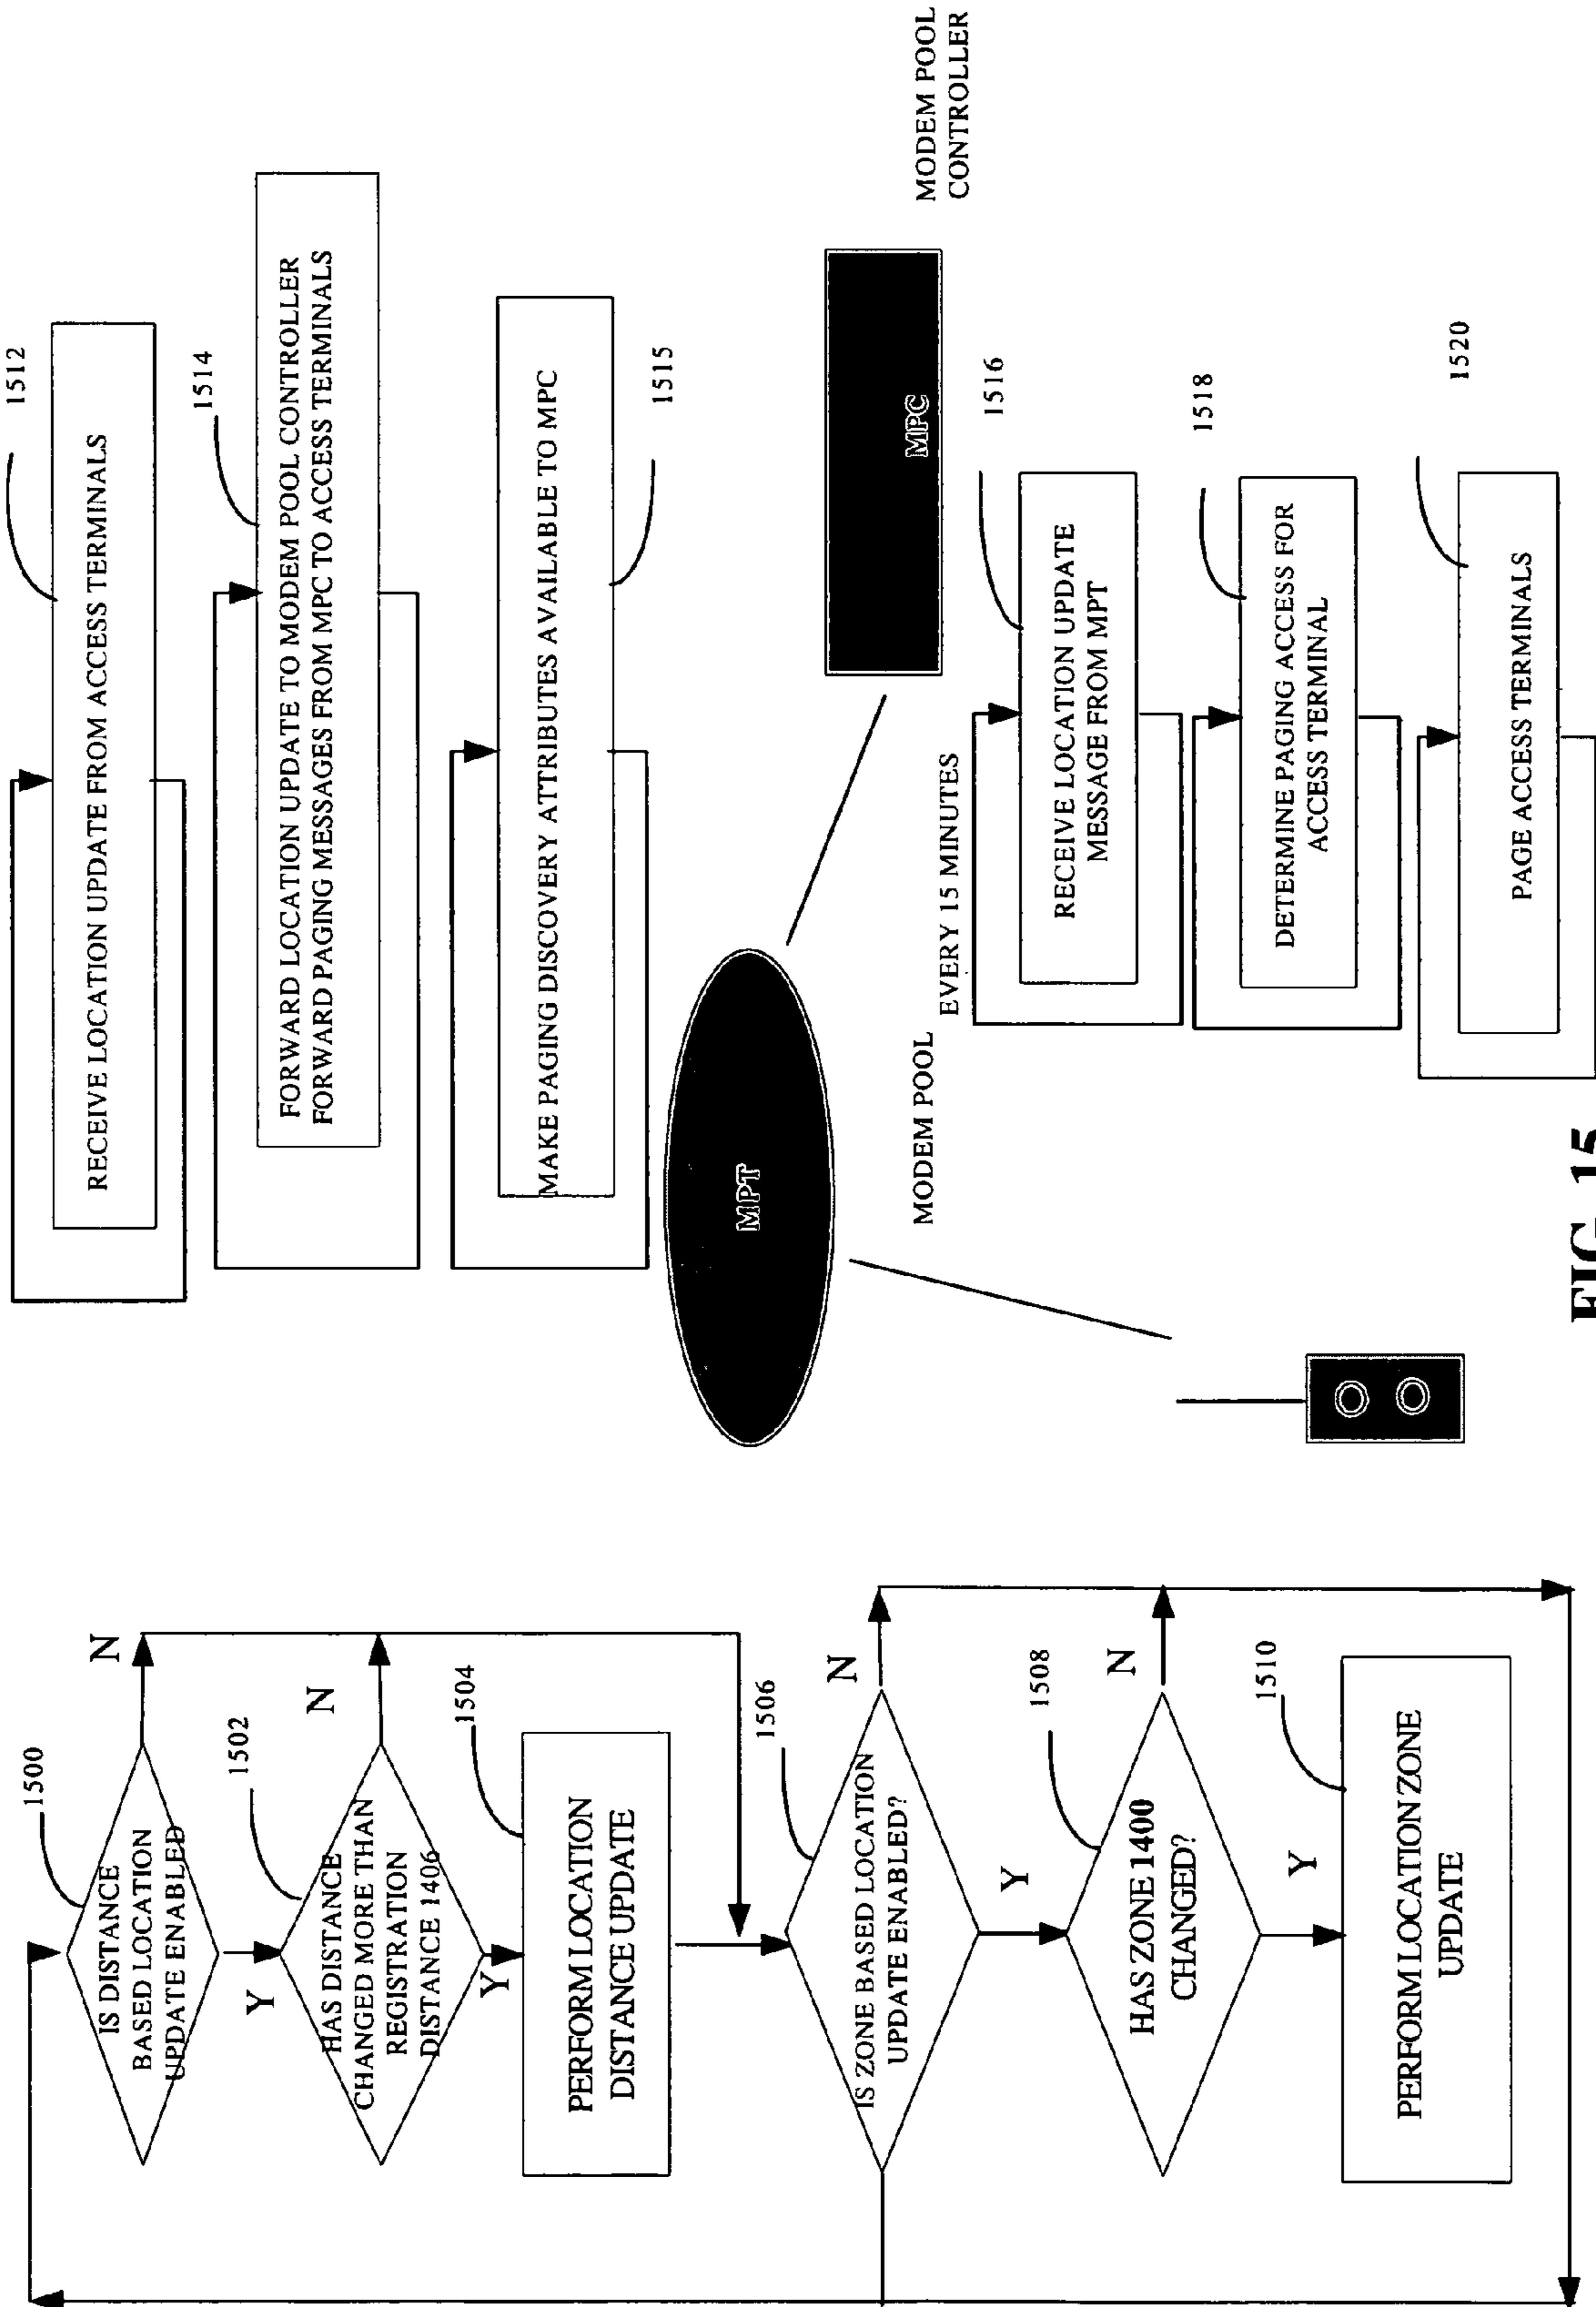 1500
IS DISTANCE
BASED LOCATION
UPDATE ENABLED
N
Y
1502
HAS DISTANCE
CHANGED MORE THAN
REGISTRATION
DISTANCE 1406
N
Y
1504
PERFORM LOCATION
DISTANCE UPDATE
1506
IS ZONE BASED LOCATION
UPDATE ENABLED?
N
Y
1508
HAS ZONE 1400
CHANGED?
N
Y
1510
PERFORM LOCATION ZONE
UPDATE
1512
RECEIVE LOCATION UPDATE FROM ACCESS TERMINALS
1514
FORWARD LOCATION UPDATE TO MODEM POOL CONTROLLER
FORWARD PAGING MESSAGES FROM MPC TO ACCESS TERMINALS
MAKE PAGING DISCOVERY ATTRIBUTES AVAILABLE TO MPC
1515
MPT
MODEM POOL
MPC
MODEM POOL
CONTROLLER
EVERY 15 MINUTES
1516
RECEIVE LOCATION UPDATE
MESSAGE FROM MPT
1518
DETERMINE PAGING ACCESS FOR
ACCESS TERMINAL
1520
PAGE ACCESS TERMINALS
FIG. 15